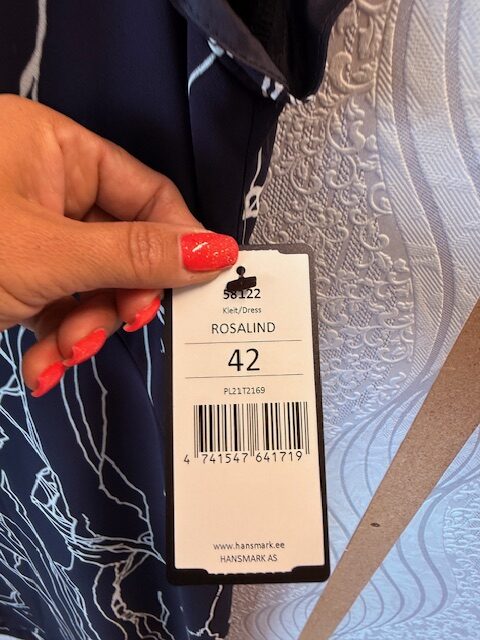 58122
Kleit/Dress
ROSALIND
42
PL21T2169
4 741547 641719
www.hansmark.ee
HANSMARK AS